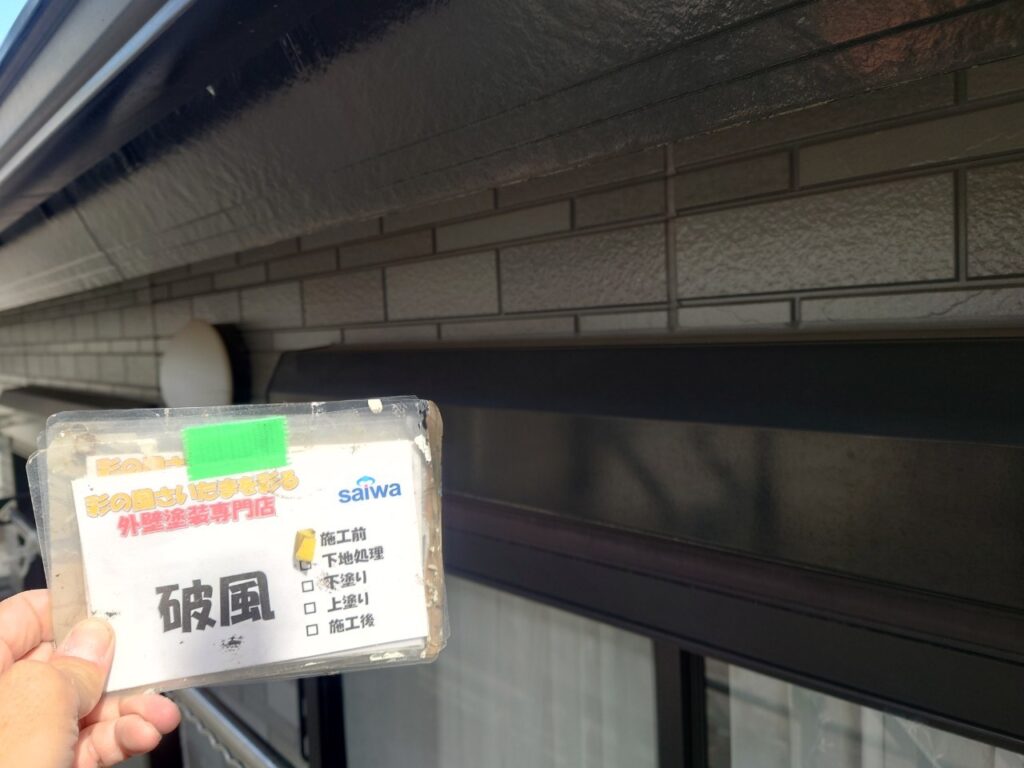 彩の国さいたまを彩る
外壁塗装専門店
saiwa
破風
施工前
下地処理
下塗り
上塗り
施工後